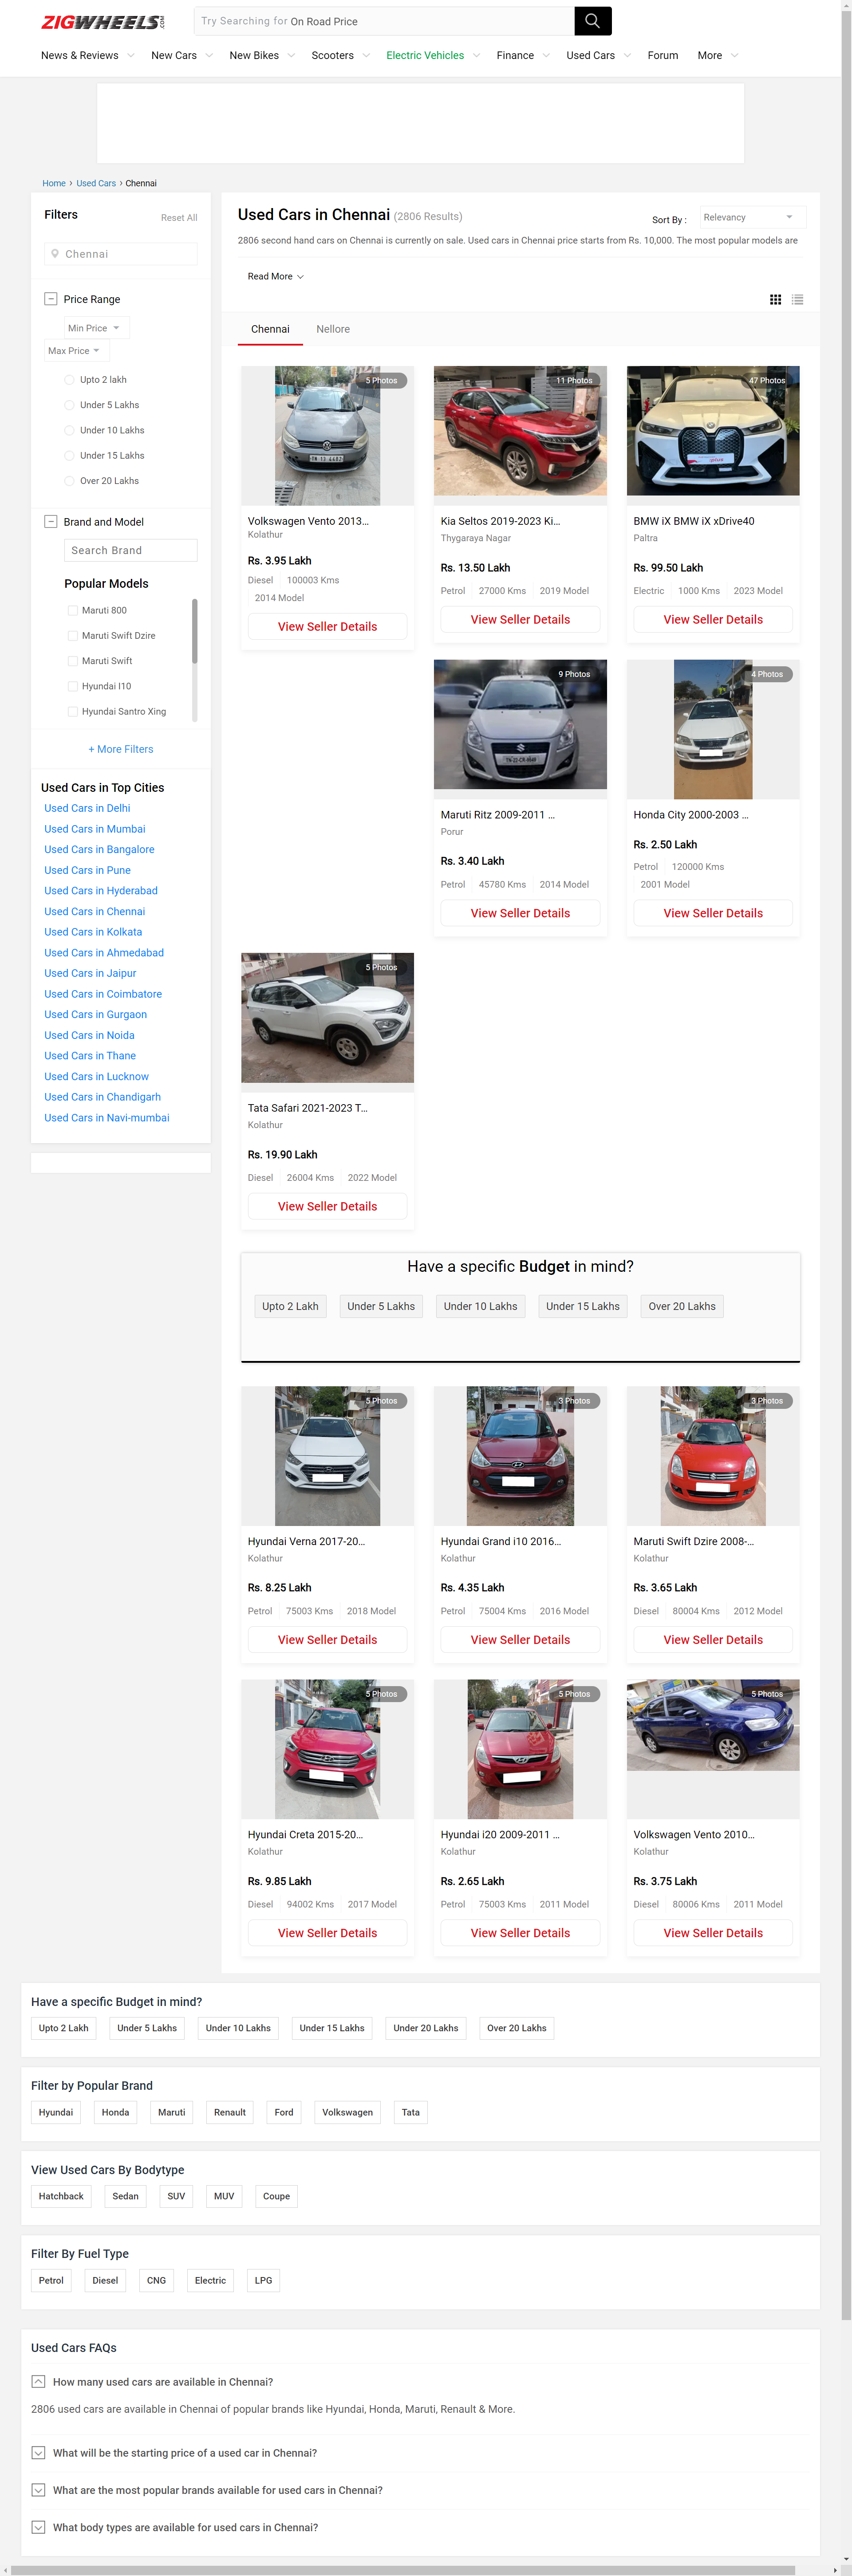 ZIGWHEELS.COM
Try Searching for On Road Price
News & Reviews New Cars New Bikes Scooters Electric Vehicles Finance Used Cars Forum More
Home › Used Cars › Chennai
Filters
Reset All
Chennai
Price Range
Min Price
Max Price
Upto 2 lakh
Under 5 Lakhs
Under 10 Lakhs
Under 15 Lakhs
Over 20 Lakhs
Brand and Model
Search Brand
Popular Models
Maruti 800
Maruti Swift Dzire
Maruti Swift
Hyundai I10
Hyundai Santro Xing
+ More Filters
Used Cars in Top Cities
Used Cars in Delhi
Used Cars in Mumbai
Used Cars in Bangalore
Used Cars in Pune
Used Cars in Hyderabad
Used Cars in Chennai
Used Cars in Kolkata
Used Cars in Ahmedabad
Used Cars in Jaipur
Used Cars in Coimbatore
Used Cars in Gurgaon
Used Cars in Noida
Used Cars in Thane
Used Cars in Lucknow
Used Cars in Chandigarh
Used Cars in Navi-mumbai
Used Cars in Chennai (2806 Results)
Sort By : Relevancy
2806 second hand cars on Chennai is currently on sale. Used cars in Chennai price starts from Rs. 10,000. The most popular models are
Read More
Chennai Nellore
5 Photos
Volkswagen Vento 2013...
Kolathur
Rs. 3.95 Lakh
Diesel 100003 Kms
2014 Model
View Seller Details
11 Photos
Kia Seltos 2019-2023 Ki...
Thygaraya Nagar
Rs. 13.50 Lakh
Petrol 27000 Kms 2019 Model
View Seller Details
47 Photos
BMW iX BMW iX xDrive40
Paltra
Rs. 99.50 Lakh
Electric 1000 Kms 2023 Model
View Seller Details
9 Photos
Maruti Ritz 2009-2011 ...
Porur
Rs. 3.40 Lakh
Petrol 45780 Kms 2014 Model
View Seller Details
4 Photos
Honda City 2000-2003 ...
Rs. 2.50 Lakh
Petrol 120000 Kms
2001 Model
View Seller Details
5 Photos
Tata Safari 2021-2023 T...
Kolathur
Rs. 19.90 Lakh
Diesel 26004 Kms 2022 Model
View Seller Details
Have a specific Budget in mind?
Upto 2 Lakh Under 5 Lakhs Under 10 Lakhs Under 15 Lakhs Over 20 Lakhs
5 Photos
Hyundai Verna 2017-20...
Kolathur
Rs. 8.25 Lakh
Petrol 75003 Kms 2018 Model
View Seller Details
3 Photos
Hyundai Grand i10 2016...
Kolathur
Rs. 4.35 Lakh
Petrol 75004 Kms 2016 Model
View Seller Details
3 Photos
Maruti Swift Dzire 2008-...
Kolathur
Rs. 3.65 Lakh
Diesel 80004 Kms 2012 Model
View Seller Details
5 Photos
Hyundai Creta 2015-20...
Kolathur
Rs. 9.85 Lakh
Diesel 94002 Kms 2017 Model
View Seller Details
5 Photos
Hyundai i20 2009-2011 ...
Kolathur
Rs. 2.65 Lakh
Petrol 75003 Kms 2011 Model
View Seller Details
5 Photos
Volkswagen Vento 2010...
Kolathur
Rs. 3.75 Lakh
Diesel 80006 Kms 2011 Model
View Seller Details
Have a specific Budget in mind?
Upto 2 Lakh Under 5 Lakhs Under 10 Lakhs Under 15 Lakhs Under 20 Lakhs Over 20 Lakhs
Filter by Popular Brand
Hyundai Honda Maruti Renault Ford Volkswagen Tata
View Used Cars By Bodytype
Hatchback Sedan SUV MUV Coupe
Filter By Fuel Type
Petrol Diesel CNG Electric LPG
Used Cars FAQs
How many used cars are available in Chennai?
2806 used cars are available in Chennai of popular brands like Hyundai, Honda, Maruti, Renault & More.
What will be the starting price of a used car in Chennai?
What are the most popular brands available for used cars in Chennai?
What body types are available for used cars in Chennai?